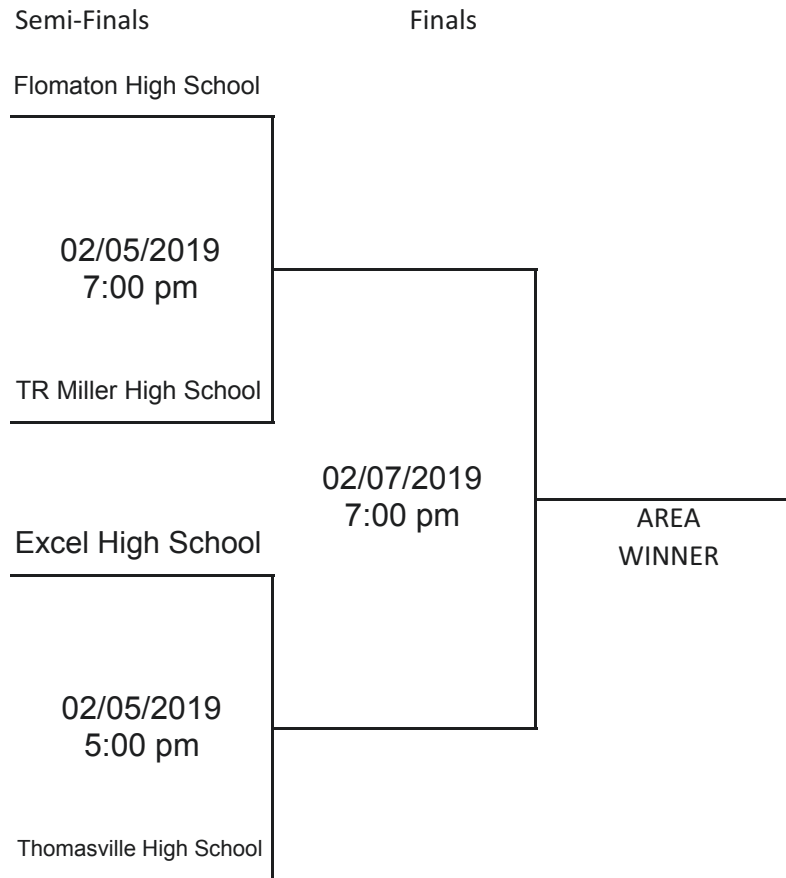 Semi-Finals
Finals
Flomaton High School
02/05/2019
7:00 pm
TR Miller High School
02/07/2019
7:00 pm
AREA
WINNER
Excel High School
02/05/2019
5:00 pm
Thomasville High School